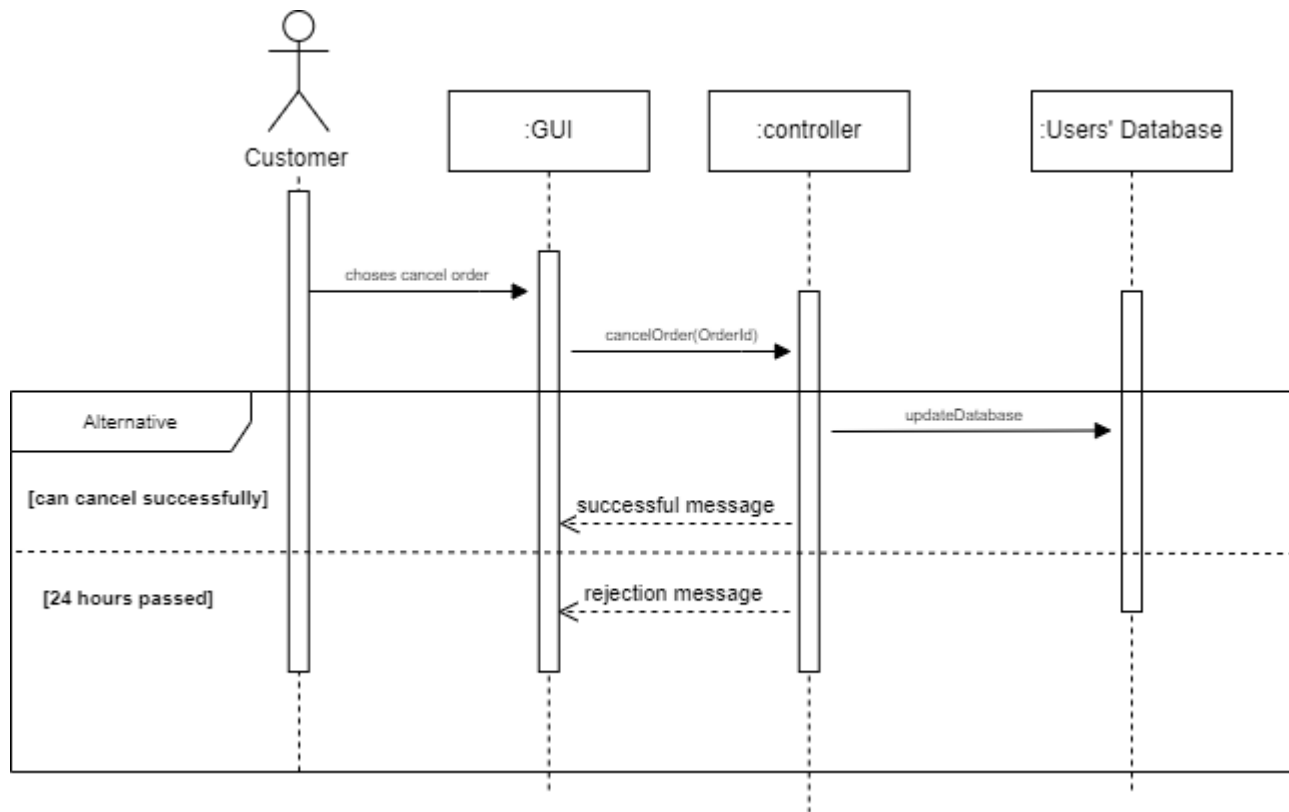 Customer
:GUI
:controller
:Users' Database
choses cancel order
cancelOrder(OrderId)
Alternative
updateDatabase
[can cancel successfully]
successful message
[24 hours passed]
rejection message